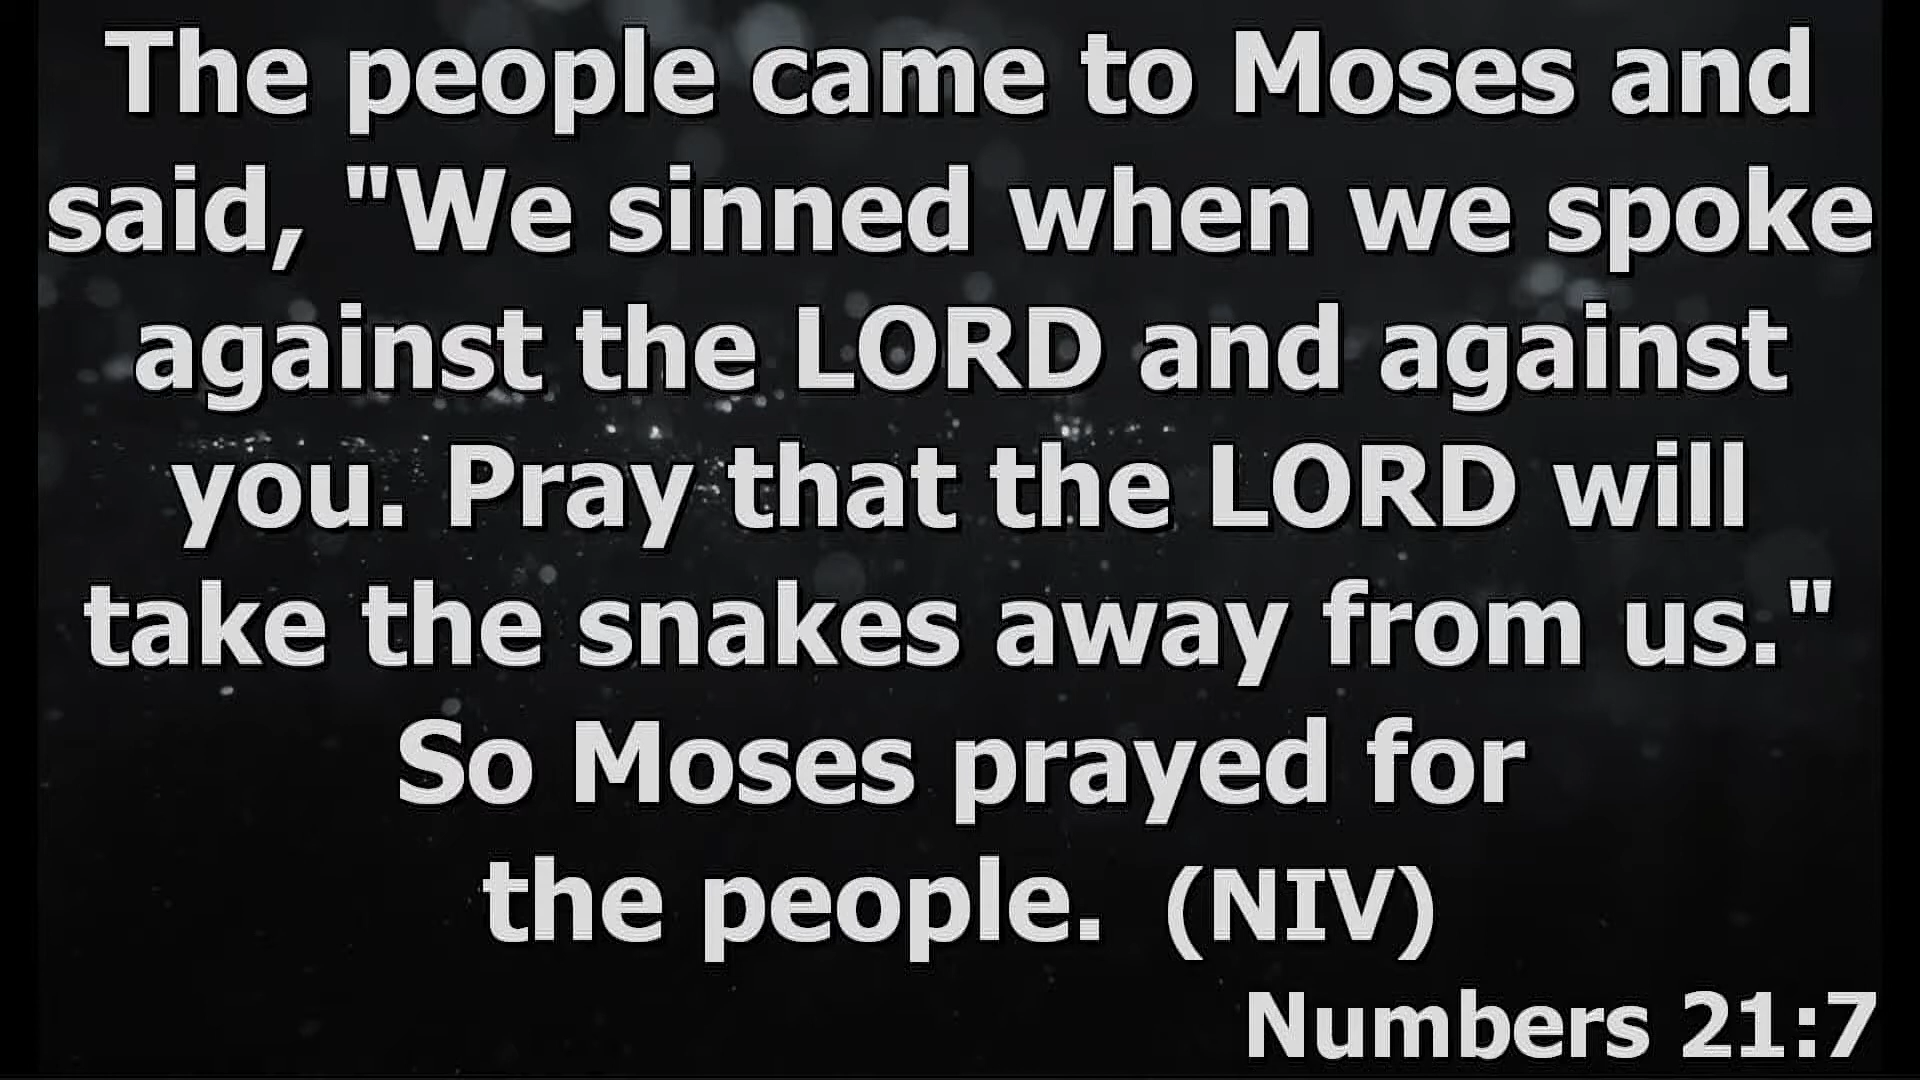 The people came to Moses and
said, "We sinned when we spoke
against the LORD and against
you. Pray that the LORD will
take the snakes away from us."
So Moses prayed for
the people.  (NIV)
Numbers 21:7